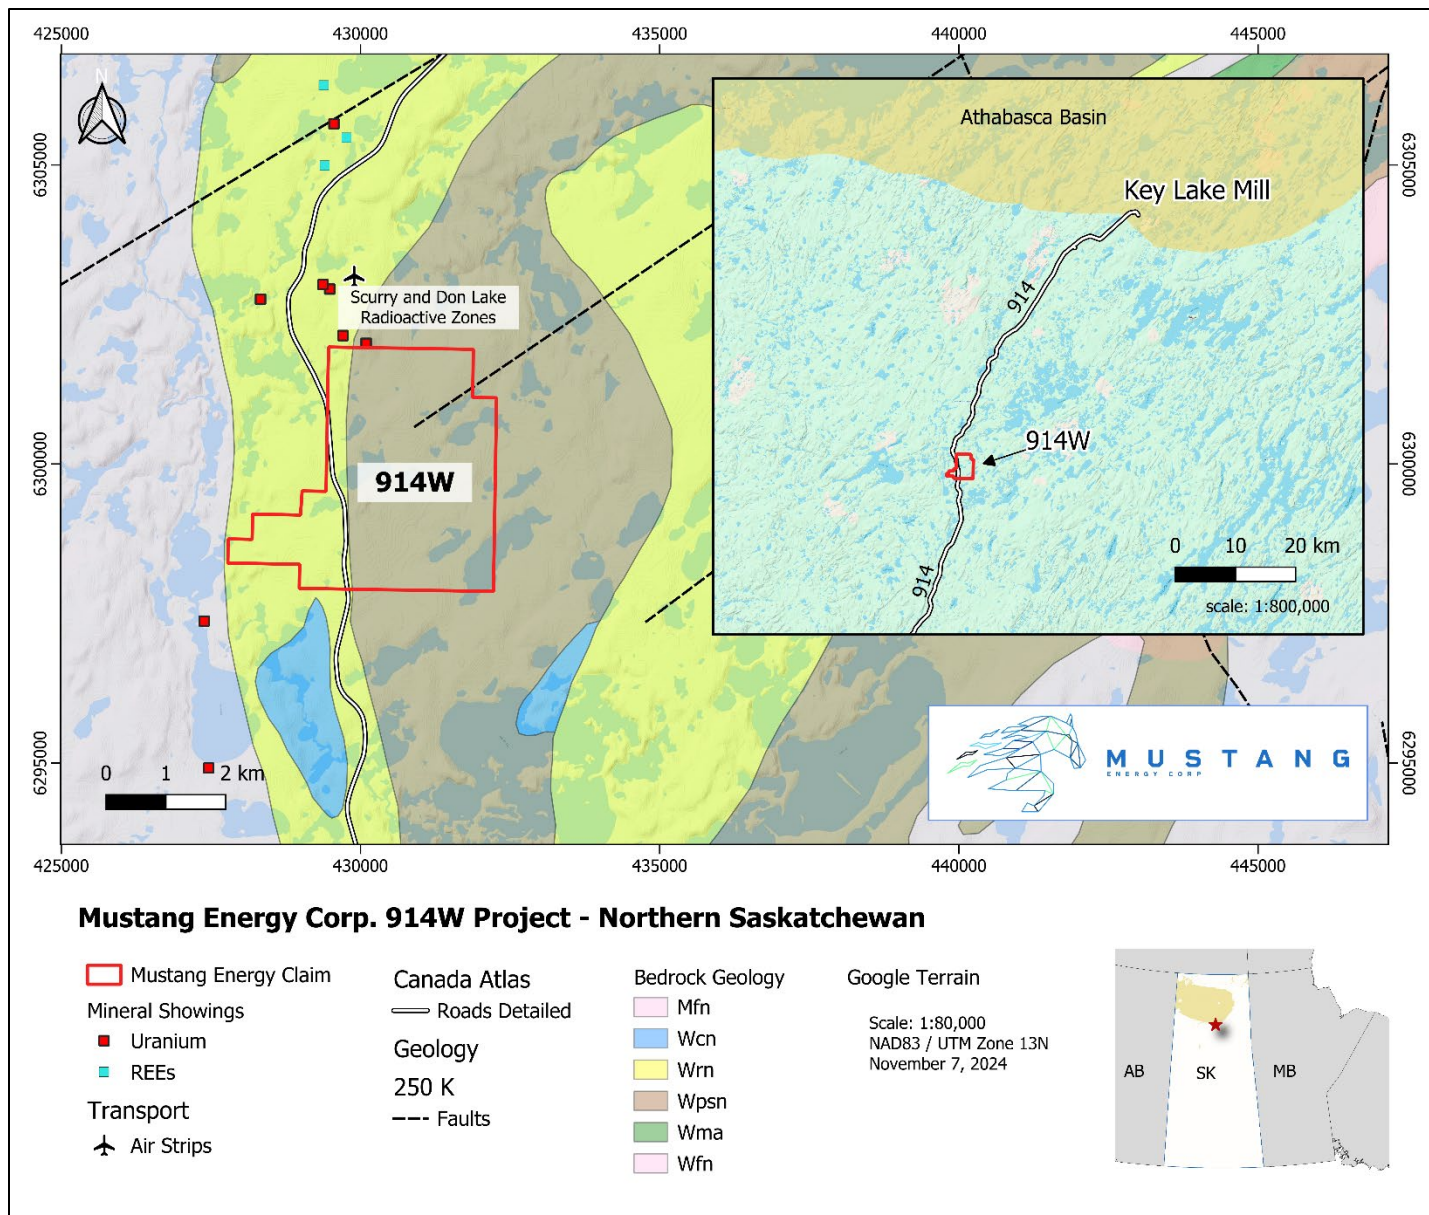 425000
430000
435000
440000
445000
N
6305000
6300000
6295000
6305000
6300000
6295000
Athabasca Basin
Key Lake Mill
914
914W
914
0 10 20 km
scale: 1:800,000
Scurry and Don Lake
Radioactive Zones
914W
0 1 2 km
MUSTANG
ENERGY CORP
425000
430000
435000
440000
445000
Mustang Energy Corp. 914W Project - Northern Saskatchewan
Mustang Energy Claim
Mineral Showings
Uranium
REEs
Transport
Air Strips
Canada Atlas
Roads Detailed
Geology
250 K
Faults
Bedrock Geology
Mfn
Wcn
Wrn
Wpsn
Wma
Wfn
Google Terrain
Scale: 1:80,000
NAD83 / UTM Zone 13N
November 7, 2024
AB
SK
MB